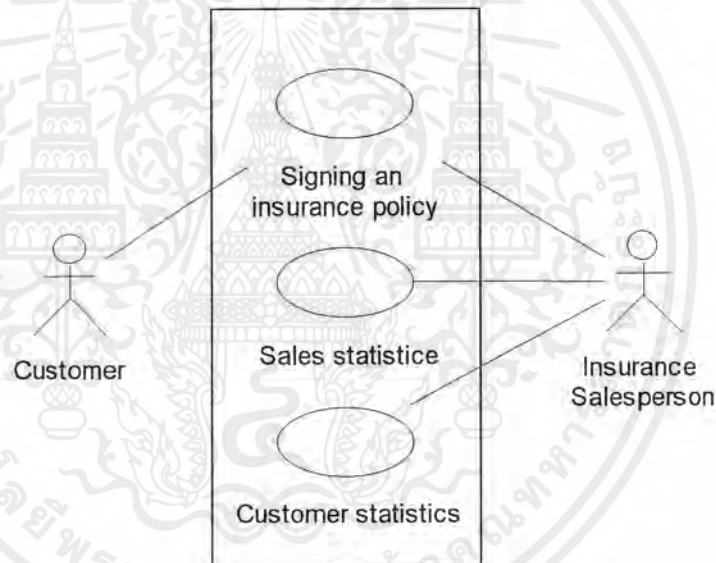 Signing an
insurance policy
Customer
Sales statistice
Insurance
Salesperson
Customer statistics